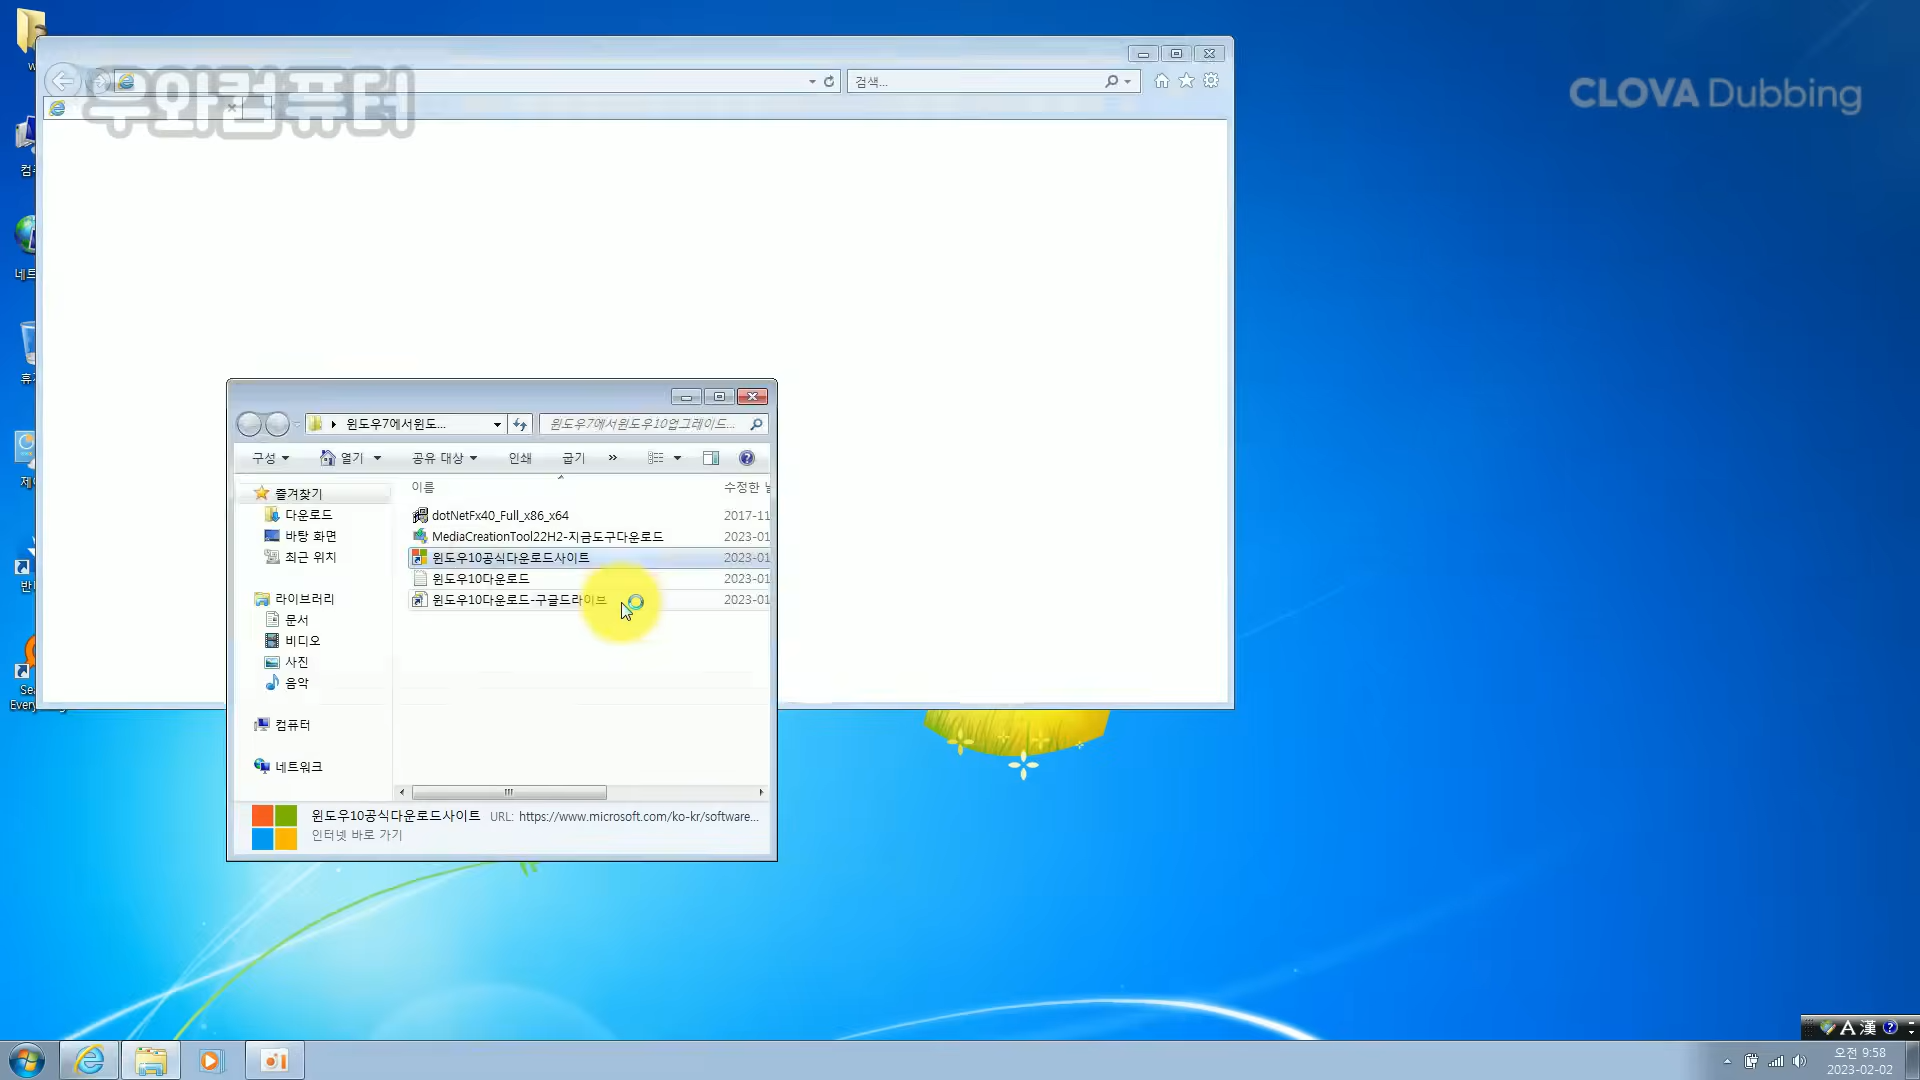 우와컴퓨터
검색...
CLOVA Dubbing
컴퓨
네트
휴지
제어
윈도우7에서윈도...
윈도우7에서윈도우10업그레이드...
구성
열기
공유 대상
인쇄
굽기
»
이름
수정한 날
즐겨찾기
다운로드
바탕 화면
최근 위치
라이브러리
문서
비디오
사진
음악
컴퓨터
네트워크
dotNetFx40_Full_x86_x64 2017-11
MediaCreationTool22H2-지금도구다운로드 2023-01
윈도우10공식다운로드사이트 2023-01
윈도우10다운로드 2023-01
윈도우10다운로드-구글드라이브 2023-01
윈도우10공식다운로드사이트 URL: https://www.microsoft.com/ko-kr/software...
인터넷 바로 가기
A 漢
오전 9:58
2023-02-02